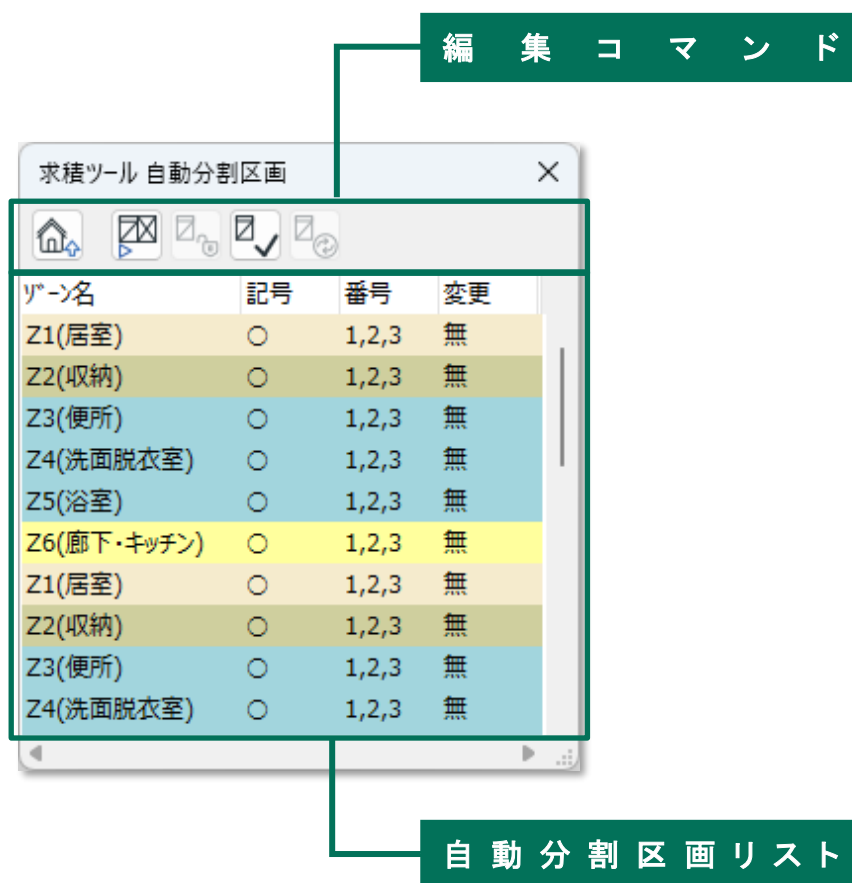 編集コマンド
求積ツール 自動分割区画
ゾーン名 記号 番号 変更
Z1(居室) ○ 1,2,3 無
Z2(収納) ○ 1,2,3 無
Z3(便所) ○ 1,2,3 無
Z4(洗面脱衣室) ○ 1,2,3 無
Z5(浴室) ○ 1,2,3 無
Z6(廊下・キッチン) ○ 1,2,3 無
Z1(居室) ○ 1,2,3 無
Z2(収納) ○ 1,2,3 無
Z3(便所) ○ 1,2,3 無
Z4(洗面脱衣室) ○ 1,2,3 無
自動分割区画リスト